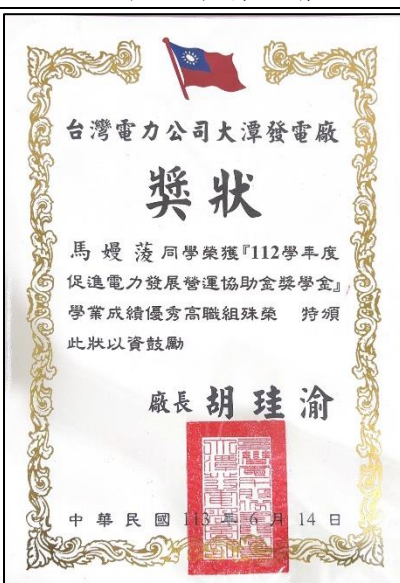 台灣電力公司大潭發電廠
獎狀
馬嫚蓤同學榮獲『112學年度
促進電力發展營運協助金獎學金』
學業成績優秀高職組殊榮　特頒
此狀以資鼓勵
廠長 胡珪渝
中華民國 113 年 6 月 14 日